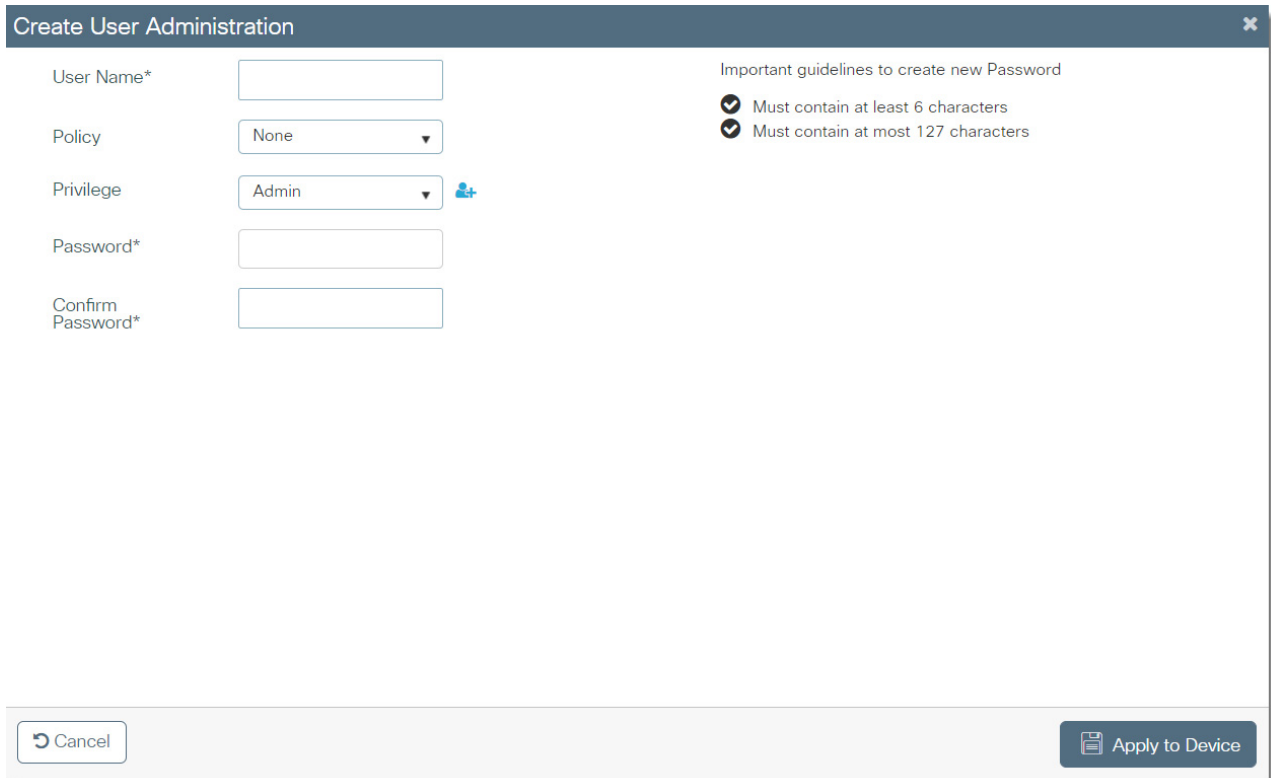 Create User Administration
User Name*
Important guidelines to create new Password
Must contain at least 6 characters
Must contain at most 127 characters
Policy
None
Privilege
Admin
Password*
Confirm
Password*
Cancel
Apply to Device